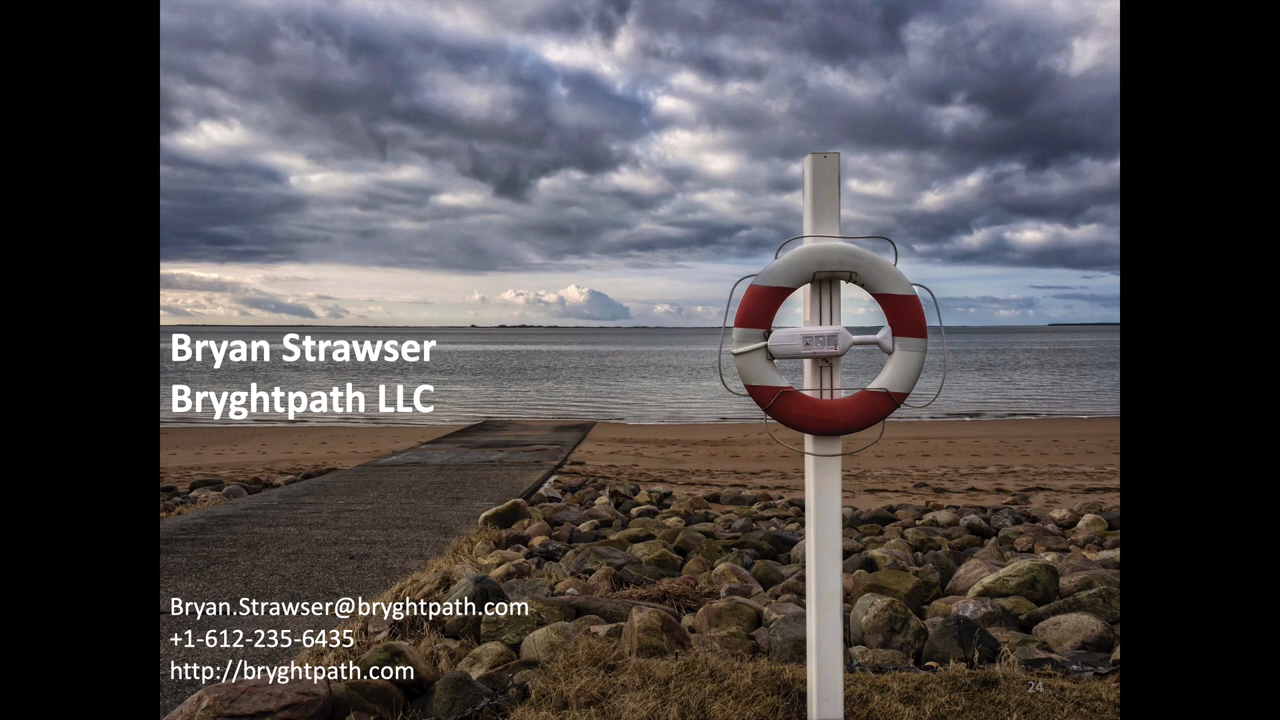 Bryan Strawser
Bryghtpath LLC
Bryan.Strawser@bryghtpath.com
+1-612-235-6435
http://bryghtpath.com
24